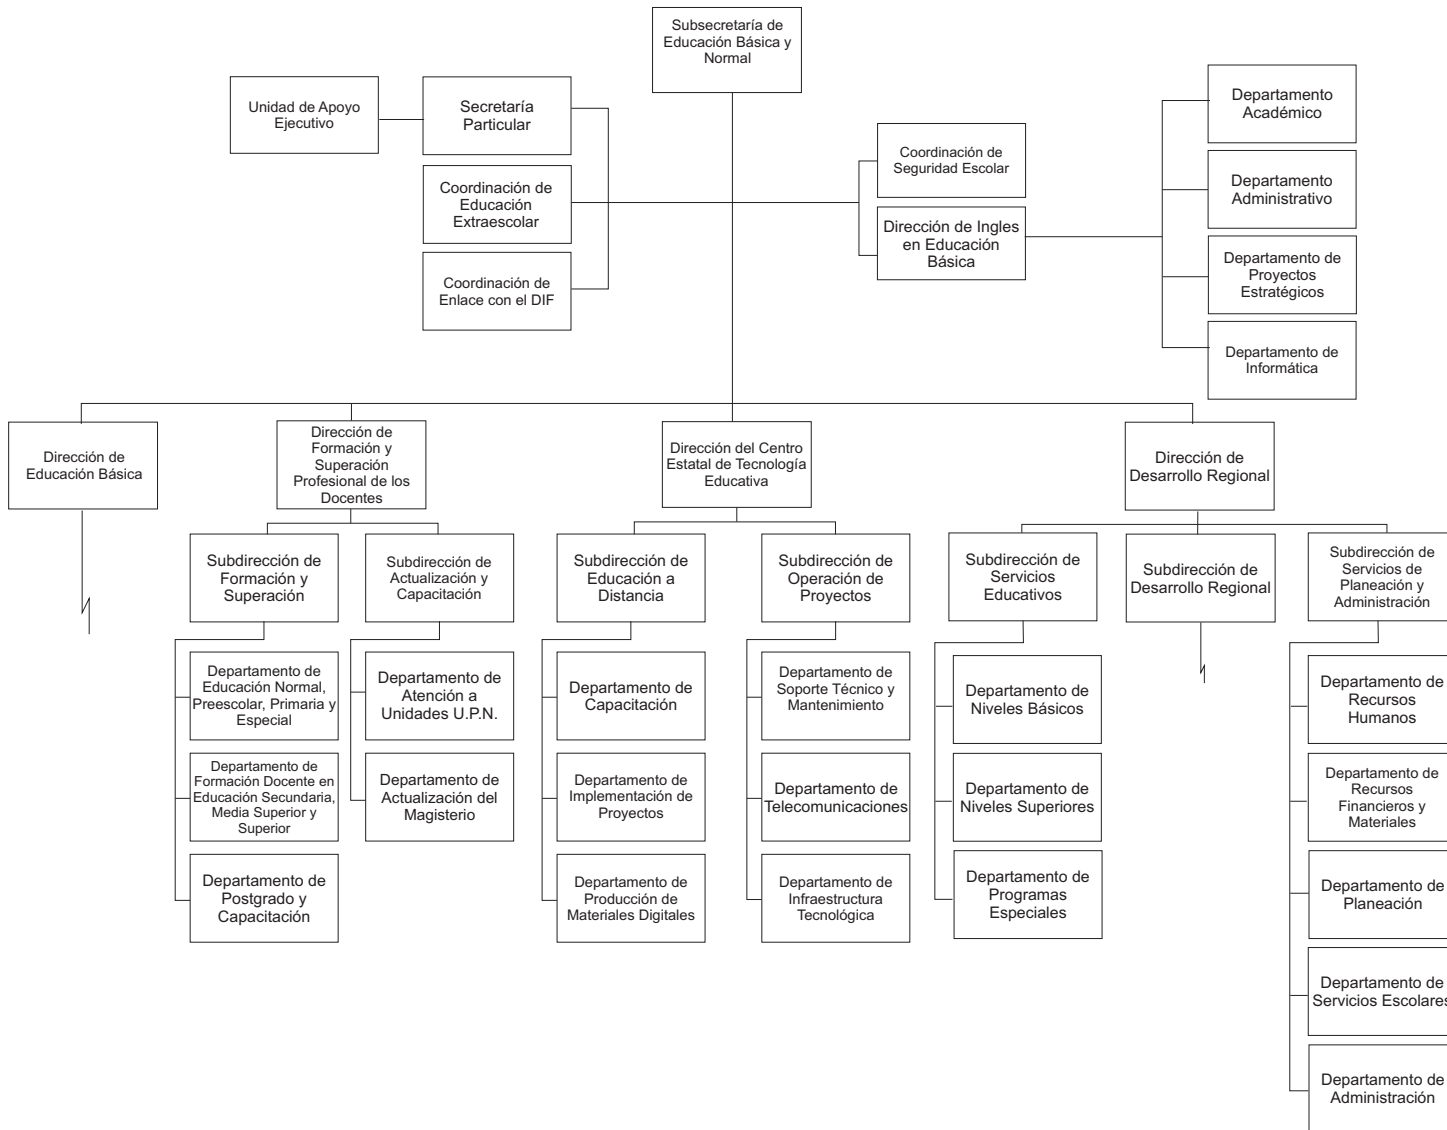 Subsecretaría de
Educación Básica y
Normal
Unidad de Apoyo
Ejecutivo
Secretaría
Particular
Coordinación de
Educación
Extraescolar
Coordinación de
Enlace con el DIF
Coordinación de
Seguridad Escolar
Dirección de Ingles
en Educación
Básica
Departamento
Académico
Departamento
Administrativo
Departamento de
Proyectos
Estratégicos
Departamento de
Informática
Dirección de
Educación Básica
Dirección de
Formación y
Superación
Profesional de los
Docentes
Dirección del Centro
Estatal de Tecnología
Educativa
Dirección de
Desarrollo Regional
Subdirección de
Formación y
Superación
Subdirección de
Actualización y
Capacitación
Subdirección de
Educación a
Distancia
Subdirección de
Operación de
Proyectos
Subdirección de
Servicios
Educativos
Subdirección de
Desarrollo Regional
Subdirección de
Servicios de
Planeación y
Administración
Departamento de
Educación Normal,
Preescolar, Primaria y
Especial
Departamento de
Atención a
Unidades U.P.N.
Departamento de
Capacitación
Departamento de
Soporte Técnico y
Mantenimiento
Departamento de
Niveles Básicos
Departamento de
Recursos
Humanos
Departamento de
Formación Docente en
Educación Secundaria,
Media Superior y
Superior
Departamento de
Actualización del
Magisterio
Departamento de
Implementación de
Proyectos
Departamento de
Telecomunicaciones
Departamento de
Niveles Superiores
Departamento de
Recursos
Financieros y
Materiales
Departamento de
Postgrado y
Capacitación
Departamento de
Producción de
Materiales Digitales
Departamento de
Infraestructura
Tecnológica
Departamento de
Programas
Especiales
Departamento de
Planeación
Departamento de
Servicios Escolares
Departamento de
Administración